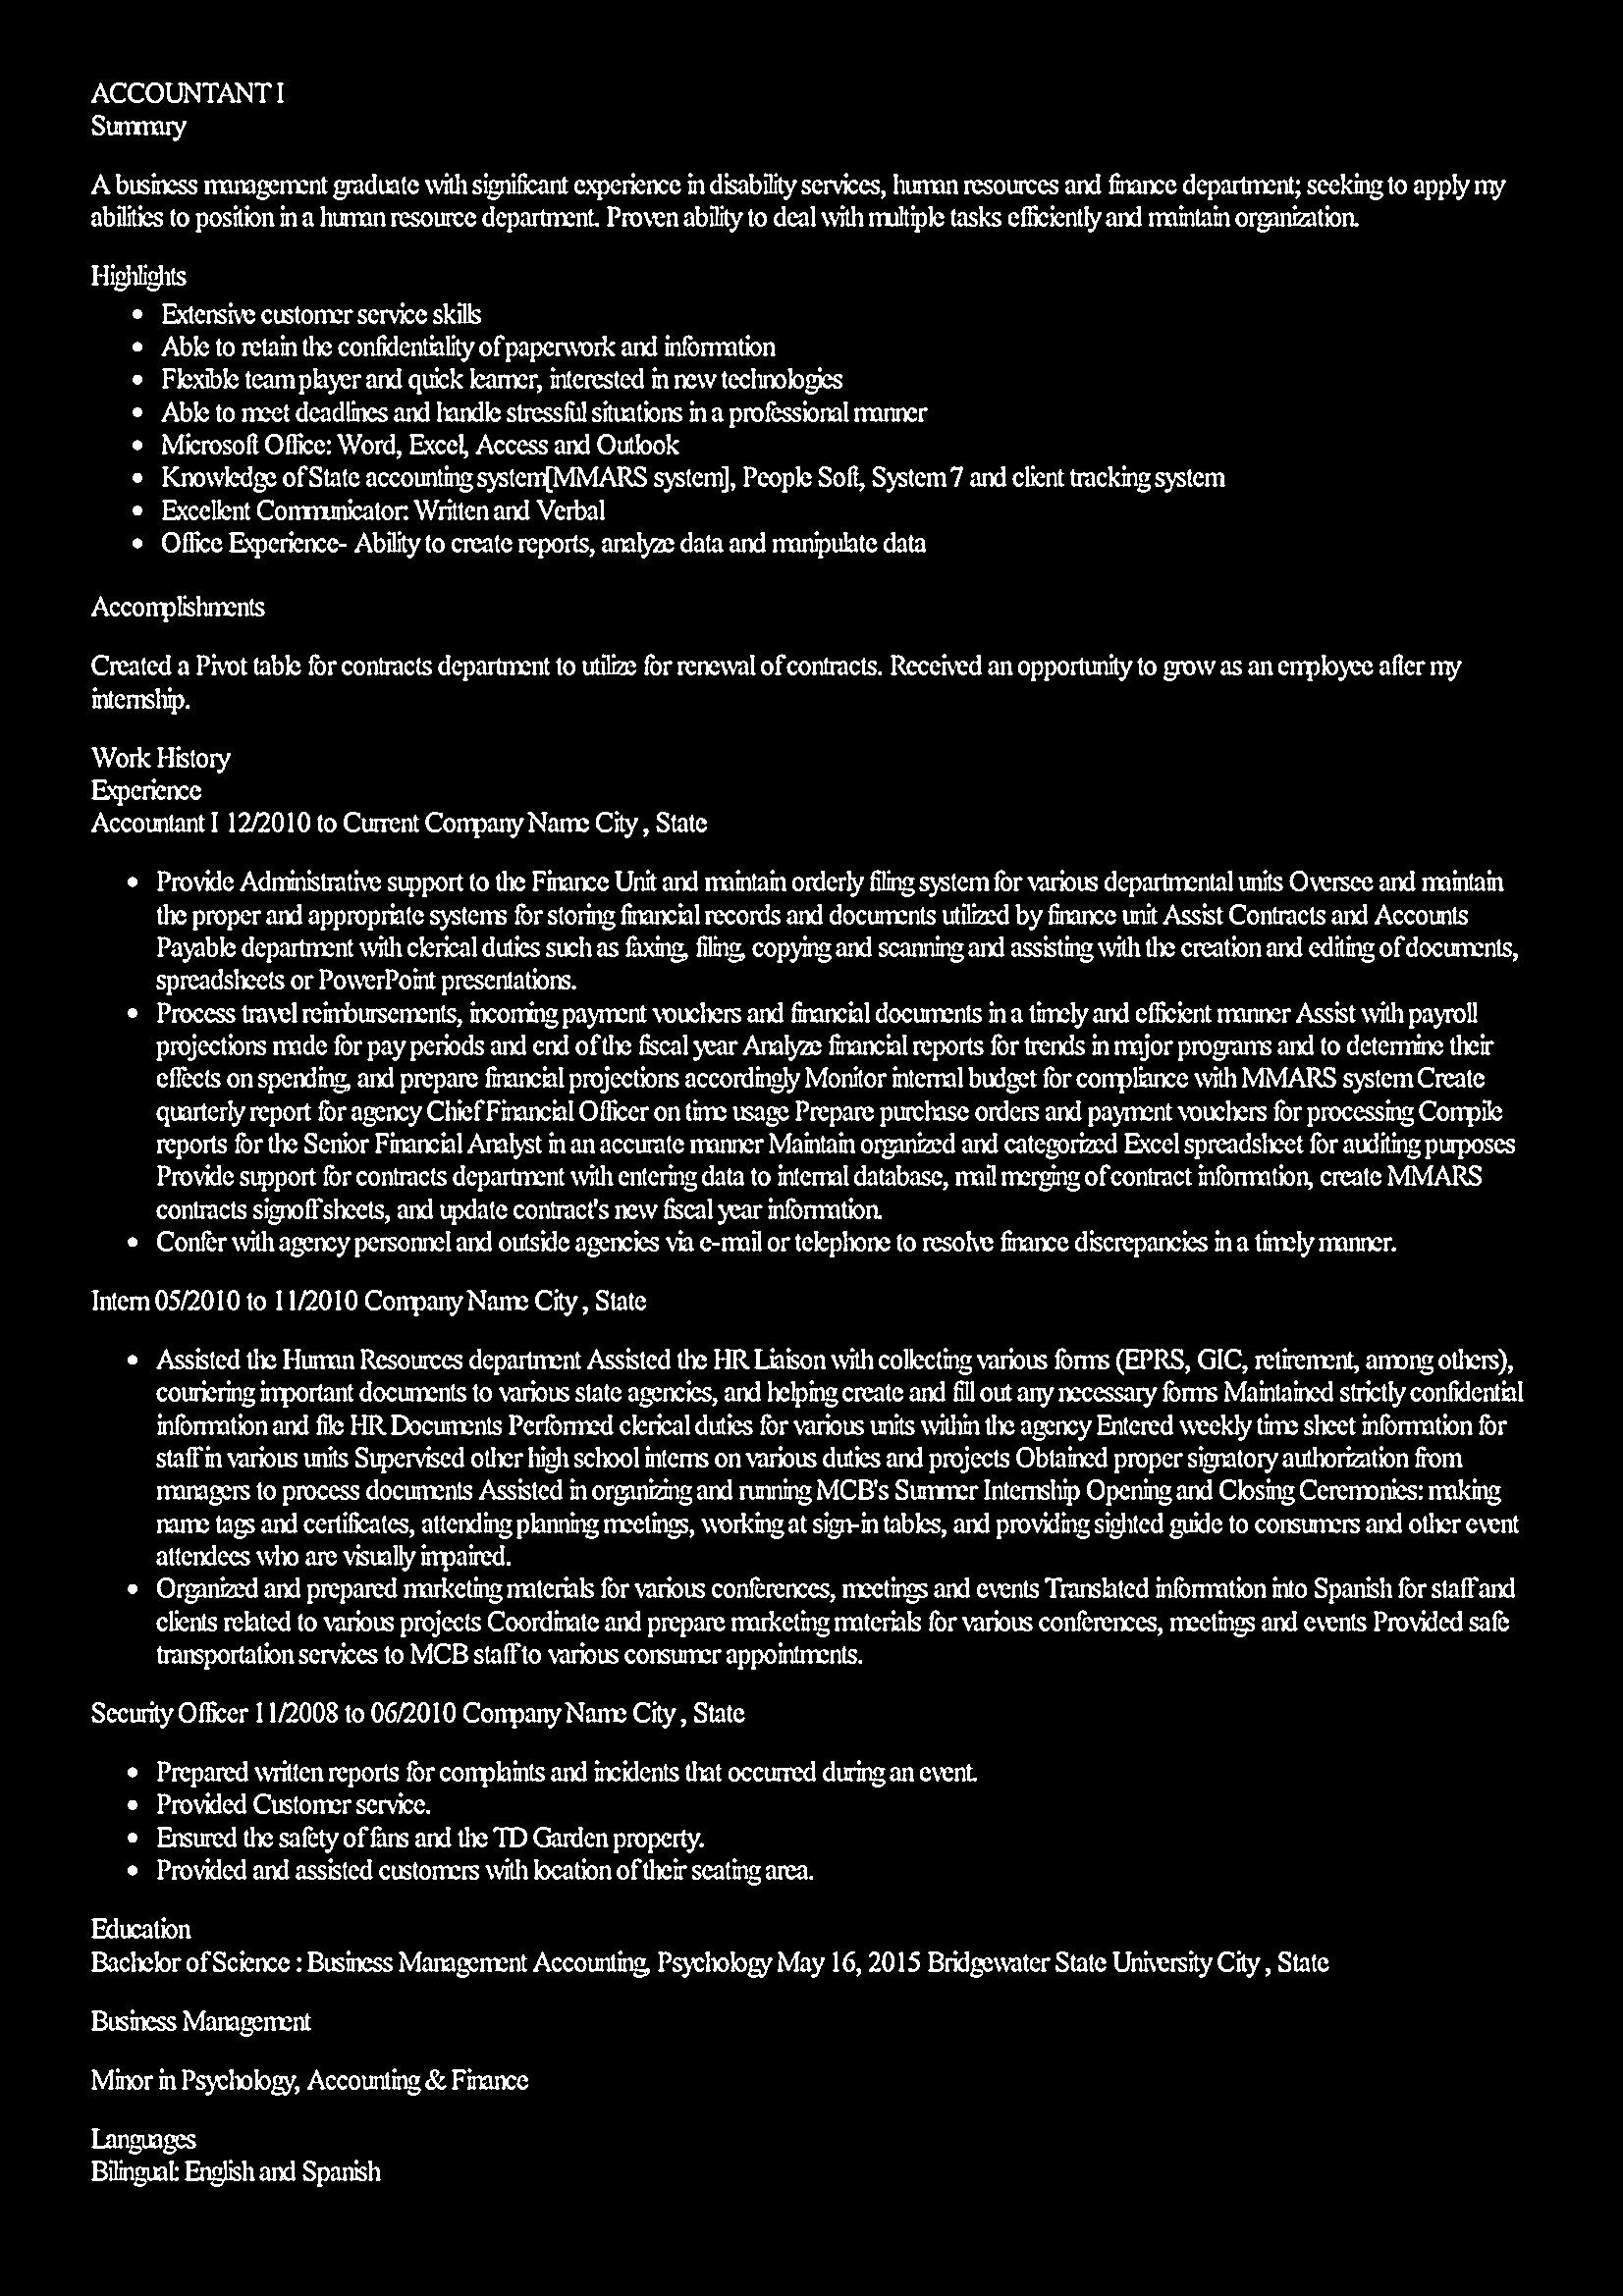 ACCOUNTANT I
Summary
A business management graduate with significant experience in disability services, human resources and finance department; seeking to apply my
abilities to position in a human resource department. Proven ability to deal with multiple tasks efficiently and maintain organization.
Highlights
• Extensive customer service skills
• Able to retain the confidentiality of paperwork and information
• Flexible team player and quick learner, interested in new technologies
• Able to meet deadlines and handle stressful situations in a professional manner
• Microsoft Office: Word, Excel, Access and Outlook
• Knowledge of State accounting system[MMARS system], People Soft, System 7 and client tracking system
• Excellent Communicator: Written and Verbal
• Office Experience- Ability to create reports, analyze data and manipulate data
Accomplishments
Created a Pivot table for contracts department to utilize for renewal of contracts. Received an opportunity to grow as an employee after my
internship.
Work History
Experience
Accountant I 12/2010 to Current Company Name City , State
• Provide Administrative support to the Finance Unit and maintain orderly filing system for various departmental units Oversee and maintain
the proper and appropriate systems for storing financial records and documents utilized by finance unit Assist Contracts and Accounts
Payable department with clerical duties such as faxing, filing, copying and scanning and assisting with the creation and editing of documents,
spreadsheets or PowerPoint presentations.
• Process travel reimbursements, incoming payment vouchers and financial documents in a timely and efficient manner Assist with payroll
projections made for pay periods and end of the fiscal year Analyze financial reports for trends in major programs and to determine their
effects on spending, and prepare financial projections accordingly Monitor internal budget for compliance with MMARS system Create
quarterly report for agency Chief Financial Officer on time usage Prepare purchase orders and payment vouchers for processing Compile
reports for the Senior Financial Analyst in an accurate manner Maintain organized and categorized Excel spreadsheet for auditing purposes
Provide support for contracts department with entering data to internal database, mail merging of contract information, create MMARS
contracts signoff sheets, and update contract's new fiscal year information.
• Confer with agency personnel and outside agencies via e-mail or telephone to resolve finance discrepancies in a timely manner.
Intern 05/2010 to 11/2010 Company Name City , State
• Assisted the Human Resources department Assisted the HR Liaison with collecting various forms (EPRS, GIC, retirement, among others),
couriering important documents to various state agencies, and helping create and fill out any necessary forms Maintained strictly confidential
information and file HR Documents Performed clerical duties for various units within the agency Entered weekly time sheet information for
staff in various units Supervised other high school interns on various duties and projects Obtained proper signatory authorization from
managers to process documents Assisted in organizing and running MCB's Summer Internship Opening and Closing Ceremonies: making
name tags and certificates, attending planning meetings, working at sign-in tables, and providing sighted guide to consumers and other event
attendees who are visually impaired.
• Organized and prepared marketing materials for various conferences, meetings and events Translated information into Spanish for staff and
clients related to various projects Coordinate and prepare marketing materials for various conferences, meetings and events Provided safe
transportation services to MCB staff to various consumer appointments.
Security Officer 11/2008 to 06/2010 Company Name City , State
• Prepared written reports for complaints and incidents that occurred during an event.
• Provided Customer service.
• Ensured the safety of fans and the TD Garden property.
• Provided and assisted customers with location of their seating area.
Education
Bachelor of Science : Business Management Accounting, Psychology May 16, 2015 Bridgewater State University City , State
Business Management
Minor in Psychology, Accounting & Finance
Languages
Bilingual: English and Spanish